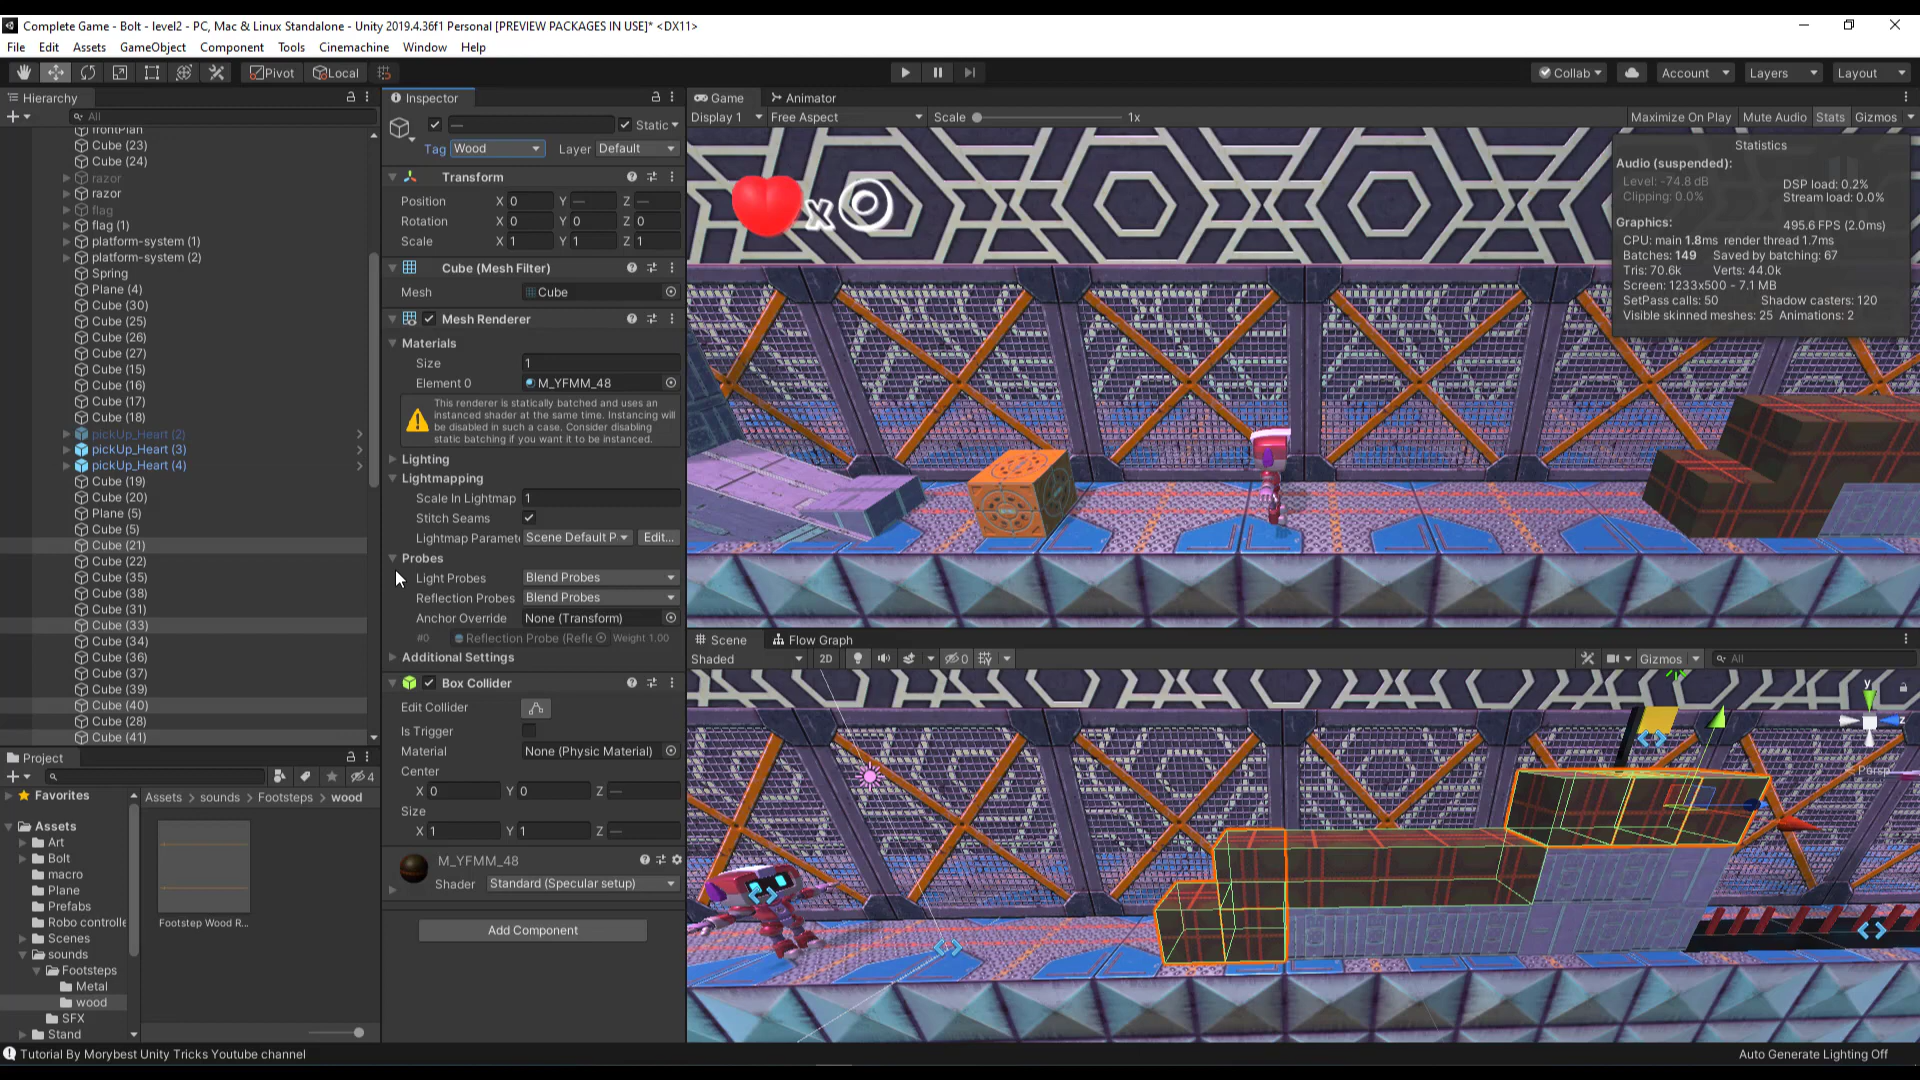 Complete Game - Bolt - level2 - PC, Mac & Linux Standalone - Unity 2019.4.36f1 Personal [PREVIEW PACKAGES IN USE]* <DX11>
File Edit Assets GameObject Component Tools Cinemachine Window Help
Pivot Local Collab Account Layers Layout
Hierarchy
All
frontPlan
Cube (23)
Cube (24)
razor
razor
flag
flag (1)
platform-system (1)
platform-system (2)
Spring
Plane (4)
Cube (30)
Cube (25)
Cube (26)
Cube (27)
Cube (15)
Cube (16)
Cube (17)
Cube (18)
pickUp_Heart (2)
pickUp_Heart (3)
pickUp_Heart (4)
Cube (19)
Cube (20)
Plane (5)
Cube (5)
Cube (21)
Cube (22)
Cube (35)
Cube (38)
Cube (31)
Cube (33)
Cube (34)
Cube (36)
Cube (37)
Cube (39)
Cube (40)
Cube (28)
Cube (41)
Inspector
— Static
Tag Wood Layer Default
Transform
Position X 0 Y — Z —
Rotation X 0 Y 0 Z 0
Scale X 1 Y 1 Z 1
Cube (Mesh Filter)
Mesh Cube
Mesh Renderer
Materials
Size 1
Element 0 M_YFMM_48
This renderer is statically batched and uses an
instanced shader at the same time. Instancing will
be disabled in such a case. Consider disabling
static batching if you want it to be instanced.
Lighting
Lightmapping
Scale In Lightmap 1
Stitch Seams
Lightmap Paramet Scene Default P Edit...
Probes
Light Probes Blend Probes
Reflection Probes Blend Probes
Anchor Override None (Transform)
#0 Reflection Probe (Refle Weight 1.00
Additional Settings
Box Collider
Edit Collider
Is Trigger
Material None (Physic Material)
Center
X 0 Y 0 Z —
Size
X 1 Y 1 Z —
M_YFMM_48
Shader Standard (Specular setup)
Add Component
Game Animator
Display 1 Free Aspect Scale 1x Maximize On Play Mute Audio Stats Gizmos
x
Statistics
Audio (suspended):
Level: -74.8 dB DSP load: 0.2%
Clipping: 0.0% Stream load: 0.0%
Graphics: 495.6 FPS (2.0ms)
CPU: main 1.8ms render thread 1.7ms
Batches: 149 Saved by batching: 67
Tris: 70.6k Verts: 44.0k
Screen: 1233x500 - 7.1 MB
SetPass calls: 50 Shadow casters: 120
Visible skinned meshes: 25 Animations: 2
Scene Flow Graph
Shaded 2D 0 Gizmos All
y
z
Persp
Project
4
Favorites
Assets
Art
Bolt
macro
Plane
Prefabs
Robo controlle
Scenes
sounds
Footsteps
Metal
wood
SFX
Stand
Assets > sounds > Footsteps > wood
Footstep Wood R...
Tutorial By Morybest Unity Tricks Youtube channel
Auto Generate Lighting Off